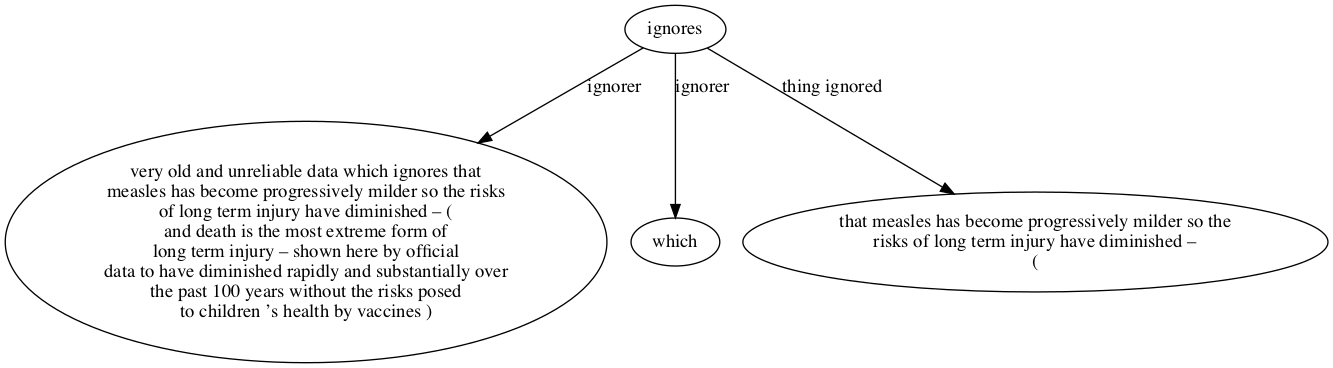 ignores
ignorer
ignorer
thing ignored
very old and unreliable data which ignores that
measles has become progressively milder so the risks
of long term injury have diminished – (
and death is the most extreme form of
long term injury – shown here by official
data to have diminished rapidly and substantially over
the past 100 years without the risks posed
to children ’s health by vaccines )
which
that measles has become progressively milder so the
risks of long term injury have diminished –
(